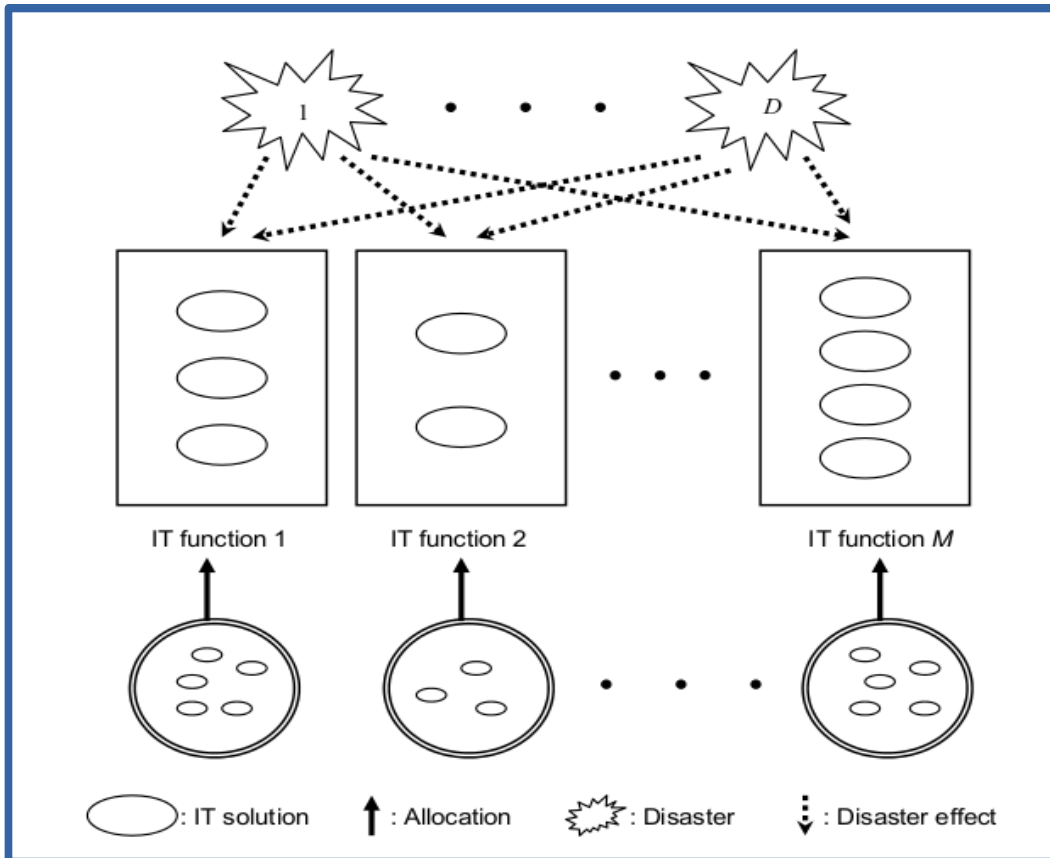 1
D
IT function 1
IT function 2
IT function M
: IT solution
: Allocation
: Disaster
: Disaster effect